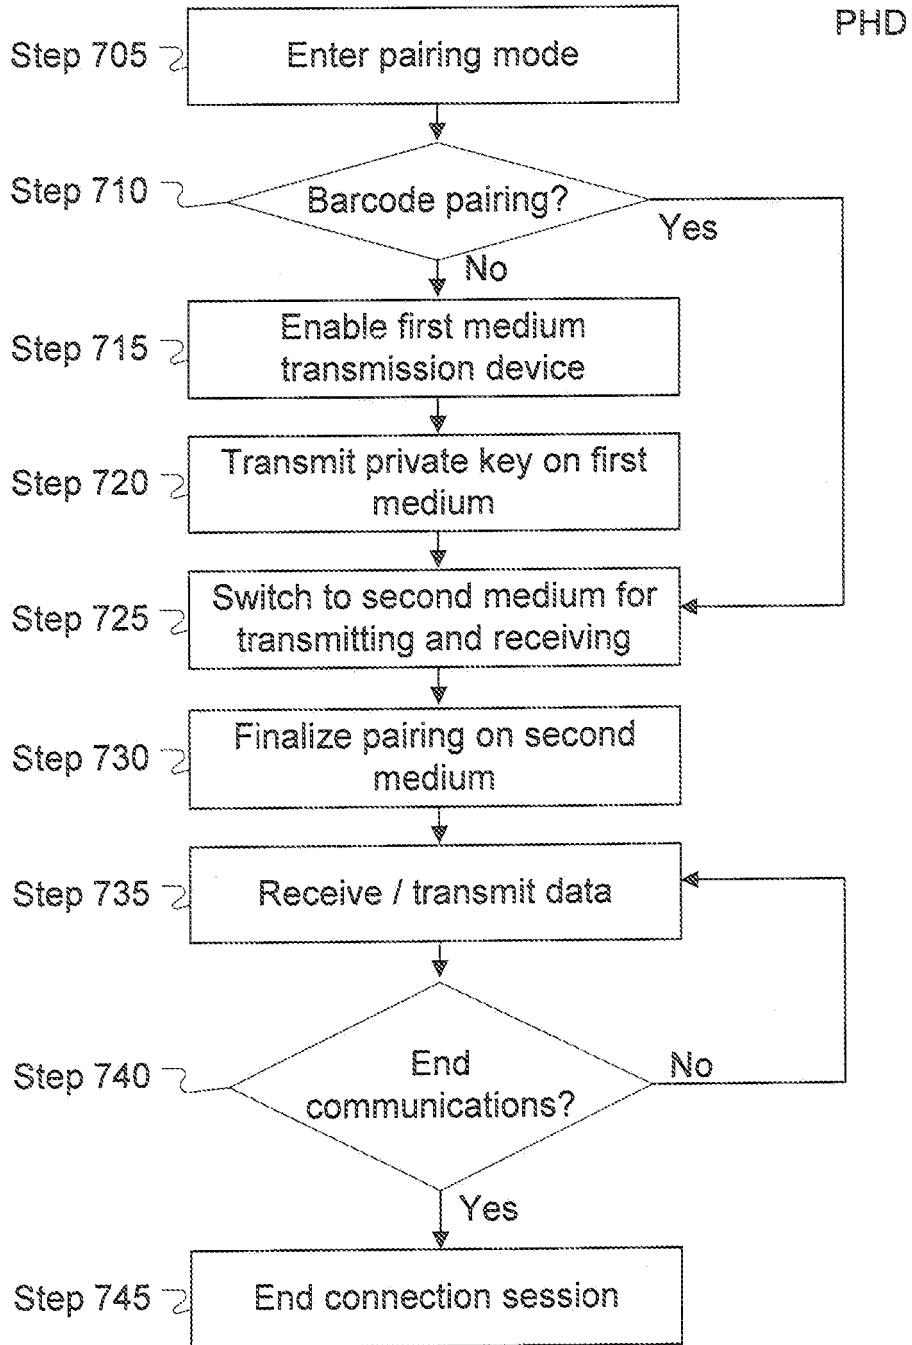 PHD
Step 705
Enter pairing mode
Step 710
Barcode pairing?
Yes
No
Step 715
Enable first medium
transmission device
Step 720
Transmit private key on first
medium
Step 725
Switch to second medium for
transmitting and receiving
Step 730
Finalize pairing on second
medium
Step 735
Receive / transmit data
Step 740
End
communications?
No
Yes
Step 745
End connection session